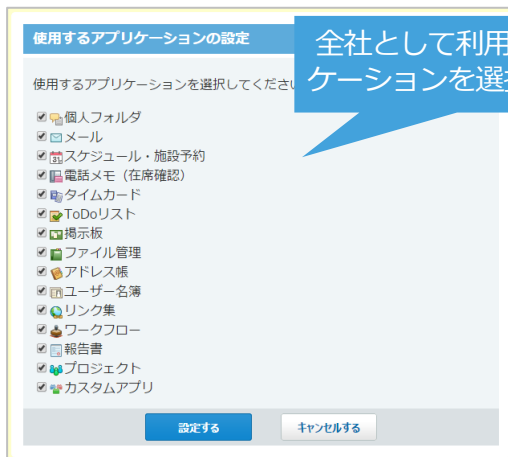 使用するアプリケーションの設定
全社として利用
ケーションを選
使用するアプリケーションを選択してくださ
個人フォルダ
メール
スケジュール・施設予約
電話メモ（在席確認）
タイムカード
ToDoリスト
掲示板
ファイル管理
アドレス帳
ユーザー名簿
リンク集
ワークフロー
報告書
プロジェクト
カスタムアプリ
設定する
キャンセルする